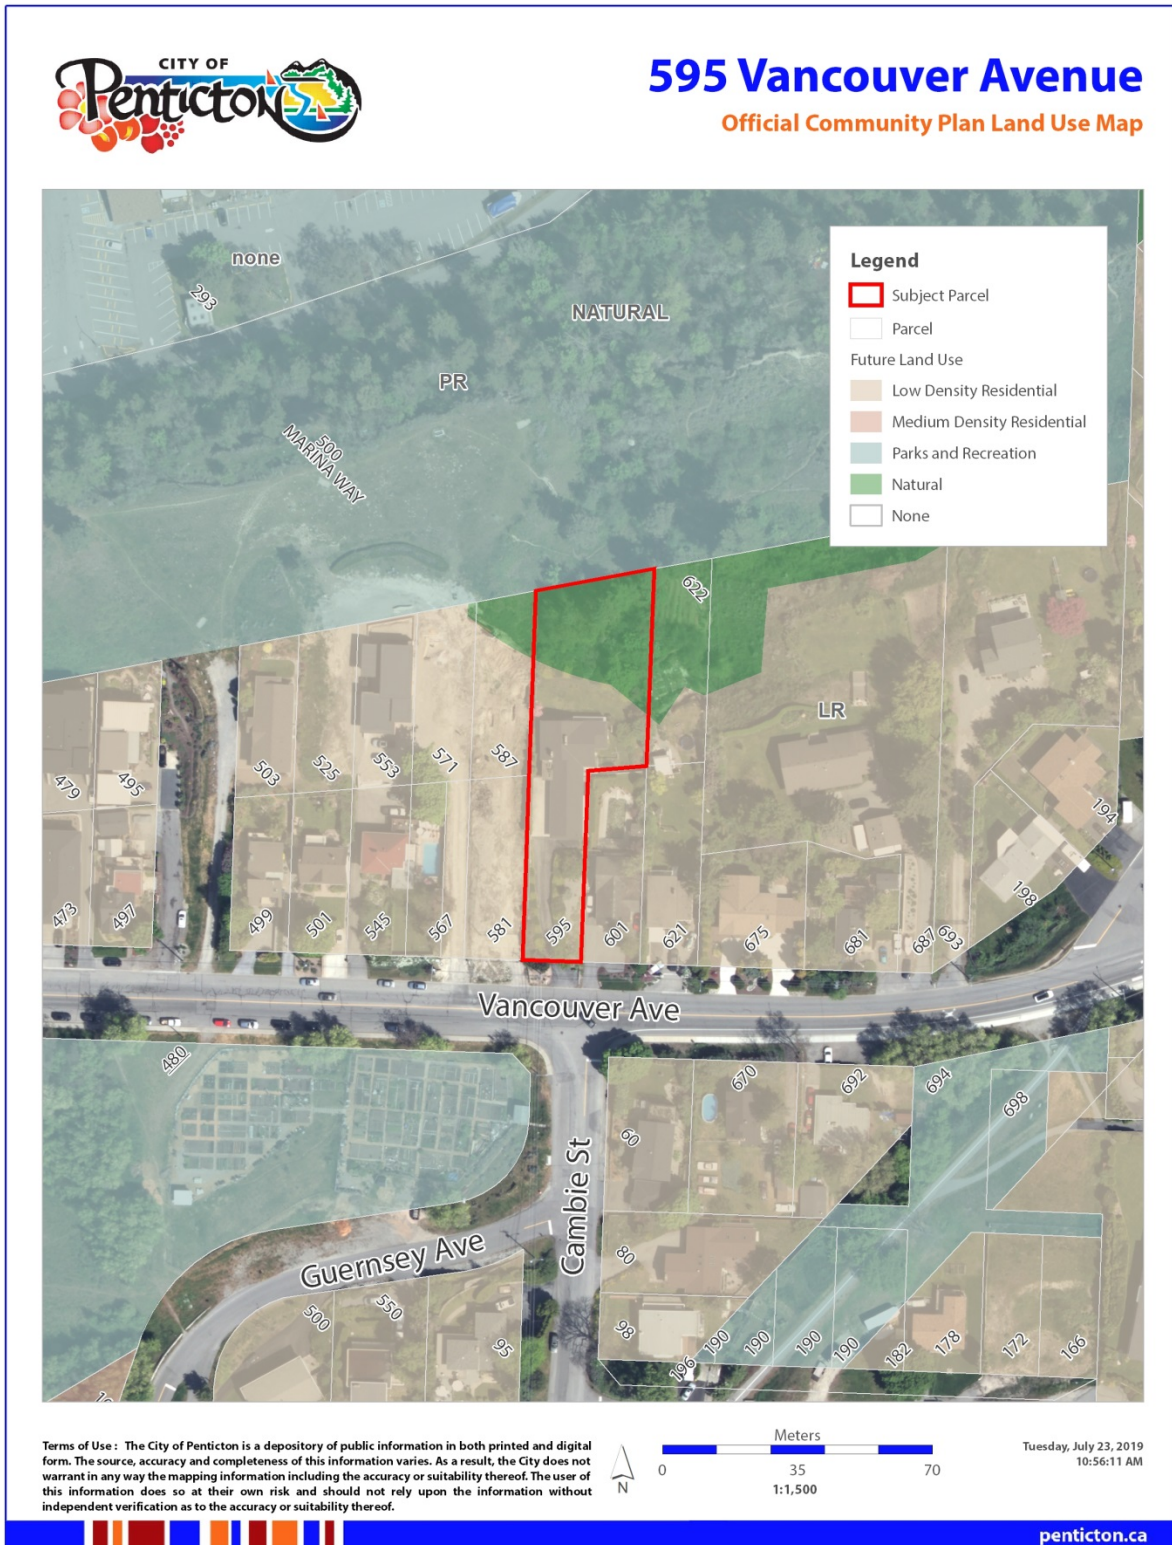 CITY OF
Penticton
595 Vancouver Avenue
Official Community Plan Land Use Map
none
293
NATURAL
PR
500
MARINA WAY
Legend
Subject Parcel
Parcel
Future Land Use
Low Density Residential
Medium Density Residential
Parks and Recreation
Natural
None
622
LR
479
495
503
525
553
571
587
194
198
473
497
499
501
545
567
581
595
601
621
675
681
687
693
Vancouver Ave
480
670
692
694
698
60
Cambie St
Guernsey Ave
80
500
550
95
98
196
190
190
190
190
182
178
172
166
Terms of Use : The City of Penticton is a depository of public information in both printed and digital
form. The source, accuracy and completeness of this information varies. As a result, the City does not
warrant in any way the mapping information including the accuracy or suitability thereof. The user of
this information does so at their own risk and should not rely upon the information without
independent verification as to the accuracy or suitability thereof.
N
Meters
0 35 70
1:1,500
Tuesday, July 23, 2019
10:56:11 AM
penticton.ca